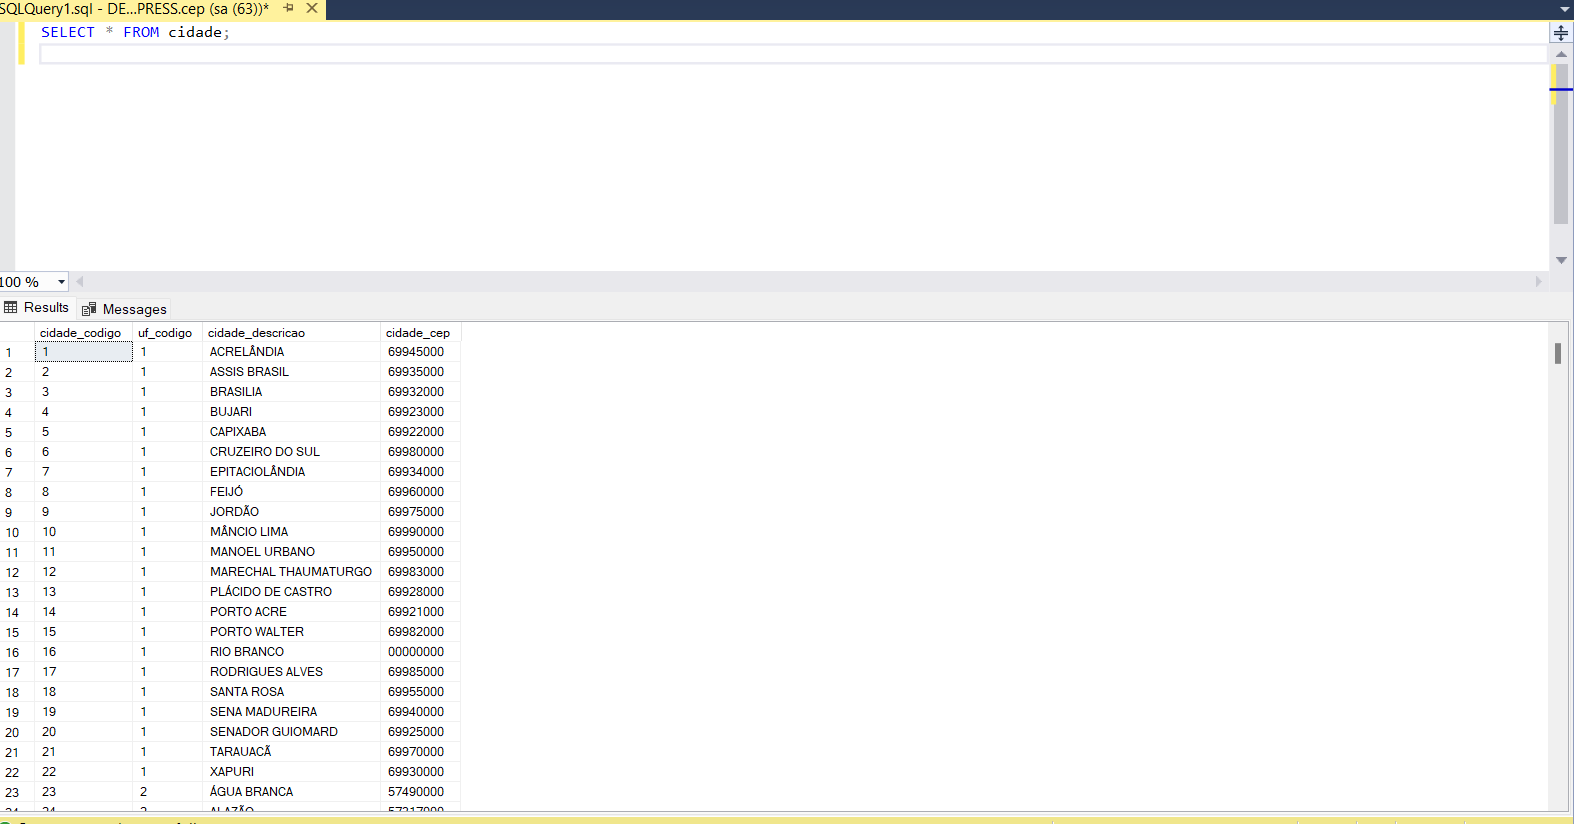 SQLQuery1.sql - DE...PRESS.cep (sa (63))*
SELECT * FROM cidade;
100 %
Results Messages
cidade_codigo uf_codigo cidade_descricao cidade_cep
1 1 1 ACRELÂNDIA 69945000
2 2 1 ASSIS BRASIL 69935000
3 3 1 BRASILIA 69932000
4 4 1 BUJARI 69923000
5 5 1 CAPIXABA 69922000
6 6 1 CRUZEIRO DO SUL 69980000
7 7 1 EPITACIOLÂNDIA 69934000
8 8 1 FEIJÓ 69960000
9 9 1 JORDÃO 69975000
10 10 1 MÂNCIO LIMA 69990000
11 11 1 MANOEL URBANO 69950000
12 12 1 MARECHAL THAUMATURGO 69983000
13 13 1 PLÁCIDO DE CASTRO 69928000
14 14 1 PORTO ACRE 69921000
15 15 1 PORTO WALTER 69982000
16 16 1 RIO BRANCO 00000000
17 17 1 RODRIGUES ALVES 69985000
18 18 1 SANTA ROSA 69955000
19 19 1 SENA MADUREIRA 69940000
20 20 1 SENADOR GUIOMARD 69925000
21 21 1 TARAUACÃ 69970000
22 22 1 XAPURI 69930000
23 23 2 ÁGUA BRANCA 57490000
24 24 2